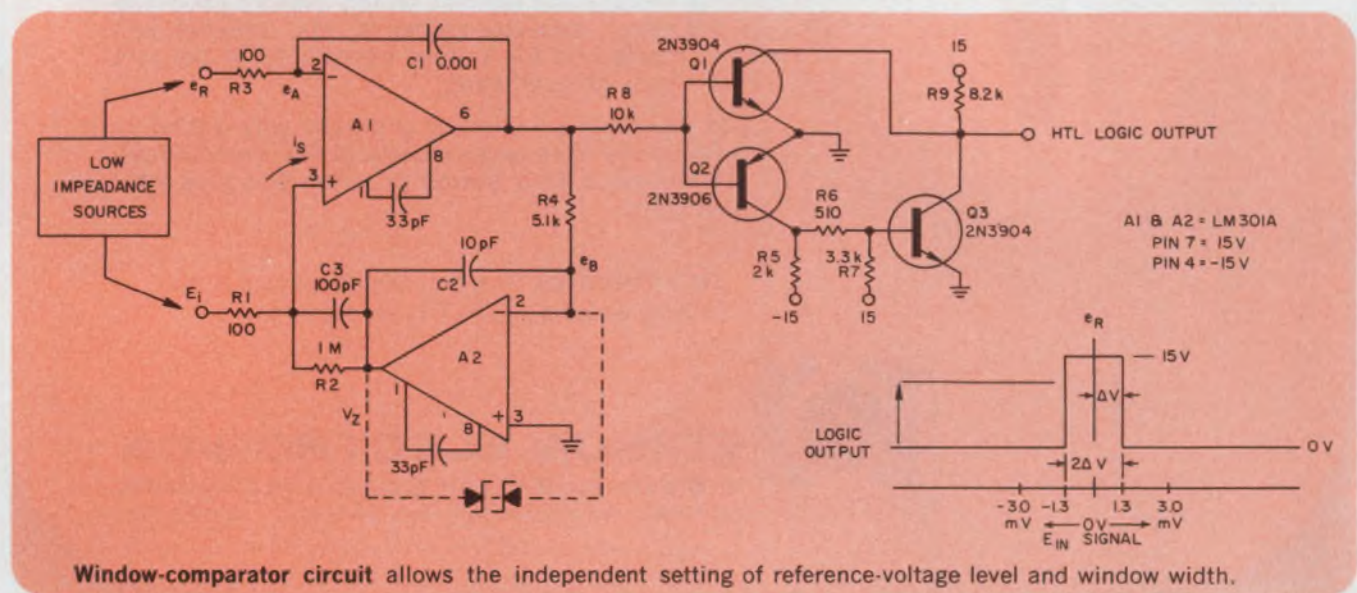 2N3904
15
100
C1 0.001
Q1
2
R9 8.2k
eR
R3
eA
R8
10k
A1
6
HTL LOGIC OUTPUT
LOW
IMPEADANCE
SOURCES
iS
8
Q2
3
1
R4
5.1k
2N3906
R6
510
Q3
2N3904
33pF
A1 & A2 = LM301A
PIN 7 = 15V
PIN 4 = -15V
10pF
eB
R5
2k
3.3k
R7
C3
100pF
C2
Ei
R1
100
2
-15
15
eR
1M
R2
A2
15V
ΔV
1
VZ
8
3
LOGIC
OUTPUT
0V
33pF
2ΔV
-3.0 -1.3 1.3 3.0
mV 0V mV
EIN SIGNAL
Window-comparator circuit allows the independent setting of reference-voltage level and window width.